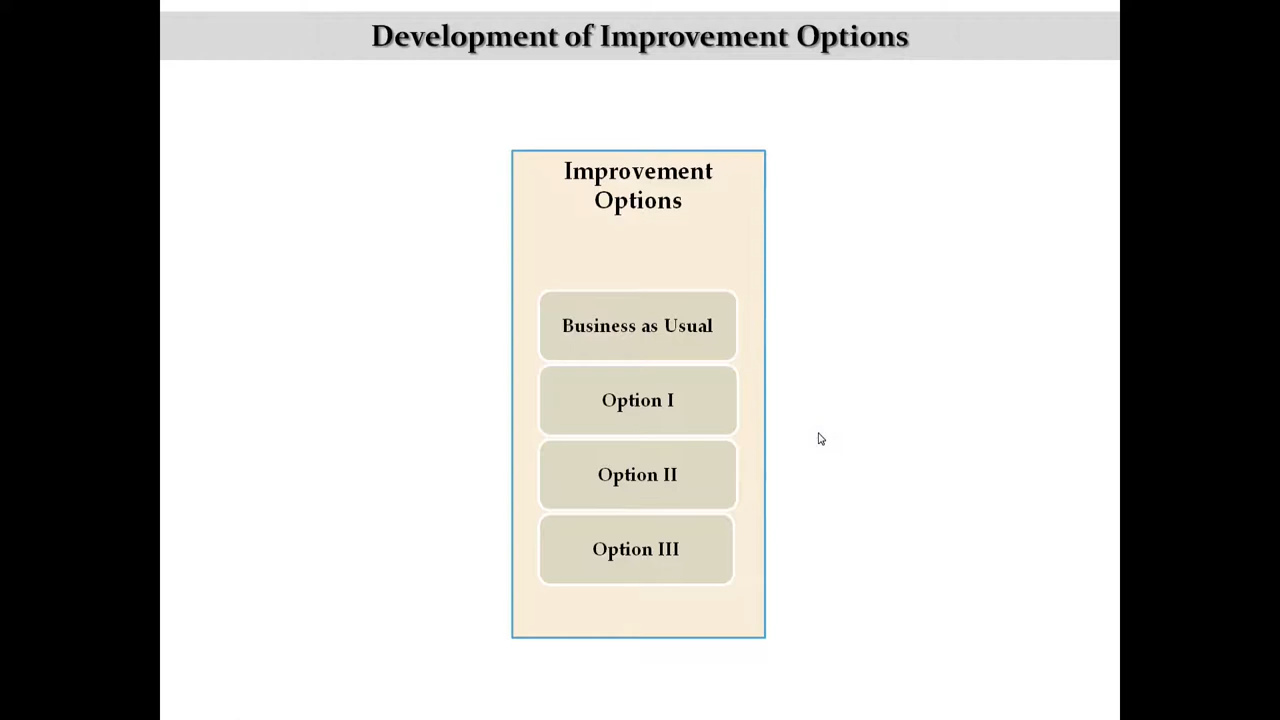 Development of Improvement Options
Improvement
Options
Business as Usual
Option I
Option II
Option III